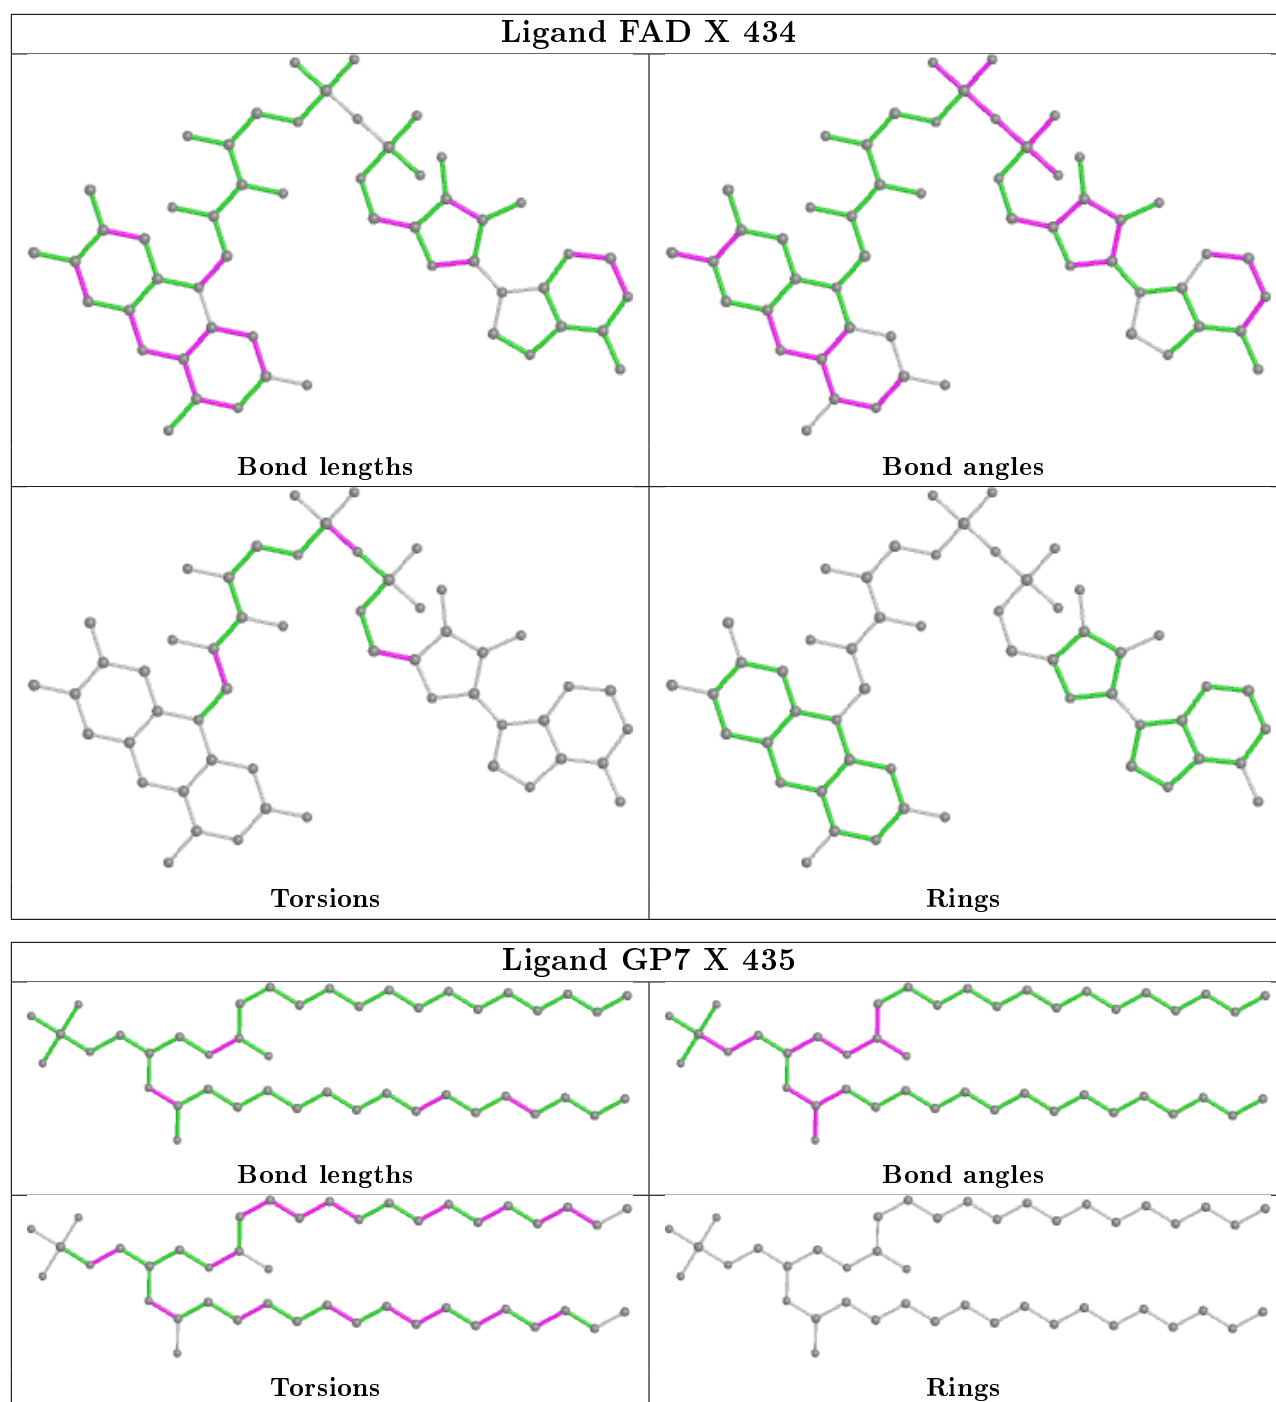 Ligand FAD X 434
Bond lengths
Bond angles
Torsions
Rings
Ligand GP7 X 435
Bond lengths
Bond angles
Torsions
Rings